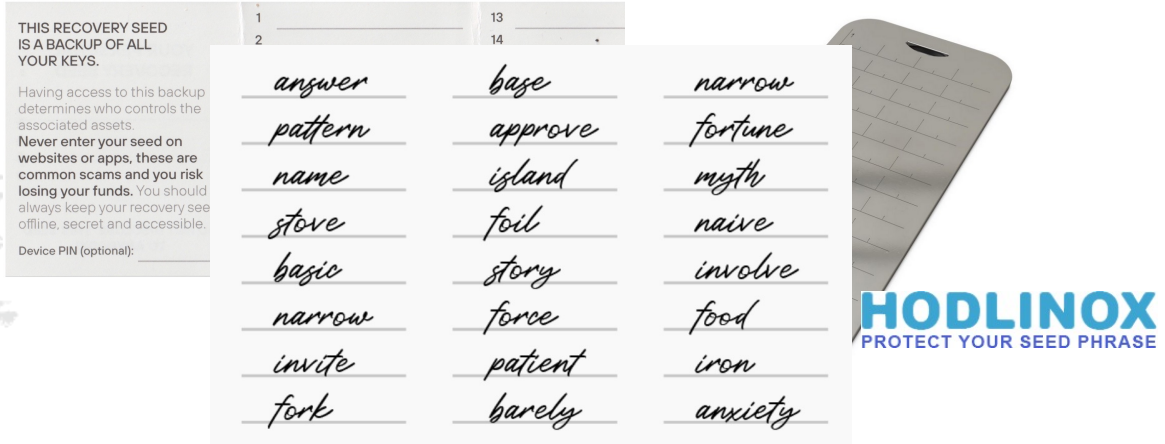 THIS RECOVERY SEED
IS A BACKUP OF ALL
YOUR KEYS.
Having access to this backup
determines who controls the
associated assets.
Never enter your seed on
websites or apps, these are
common scams and you risk
losing your funds. You should
always keep your recovery see
offline, secret and accessible.
Device PIN (optional):
1
2
13
14
answer base narrow
pattern approve fortune
name island myth
stove foil naive
basic story involve
narrow force food
invite patient iron
fork barely anxiety
HODLINOX
PROTECT YOUR SEED PHRASE